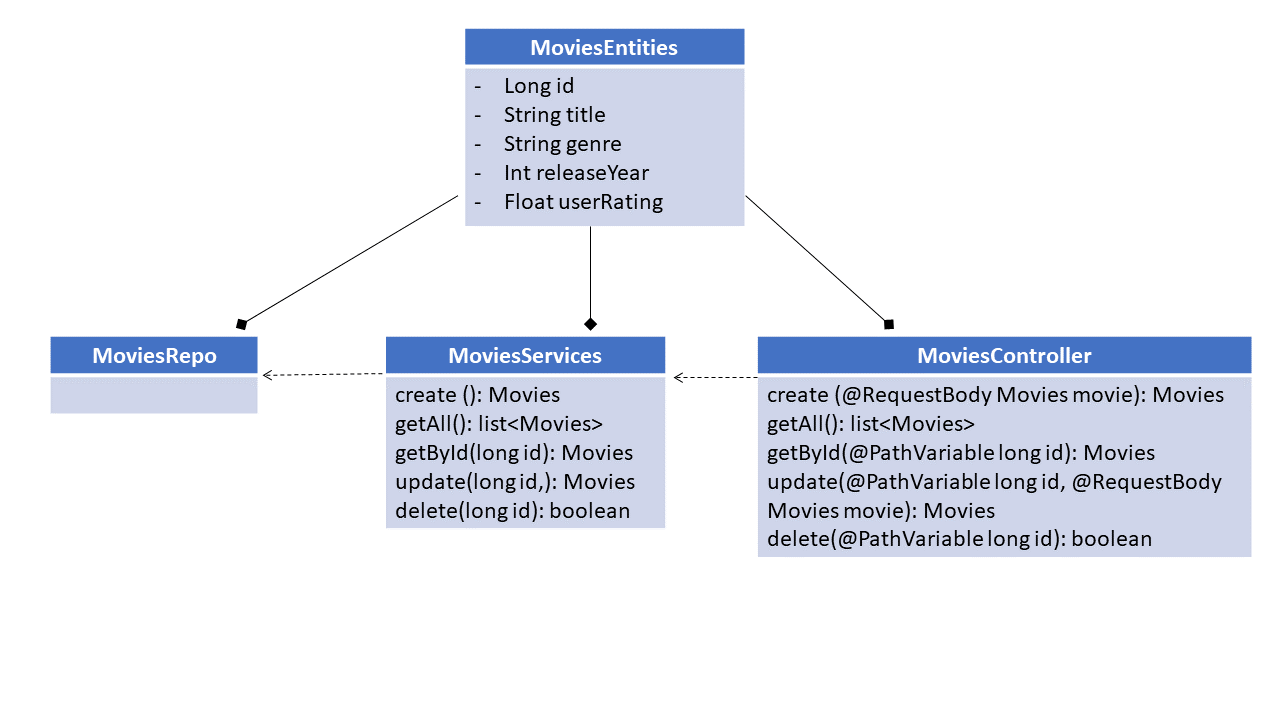 MoviesEntities
- Long id
- String title
- String genre
- Int releaseYear
- Float userRating
MoviesRepo
MoviesServices
create (): Movies
getAll(): list<Movies>
getById(long id): Movies
update(long id,): Movies
delete(long id): boolean
MoviesController
create (@RequestBody Movies movie): Movies
getAll(): list<Movies>
getById(@PathVariable long id): Movies
update(@PathVariable long id, @RequestBody
Movies movie): Movies
delete(@PathVariable long id): boolean